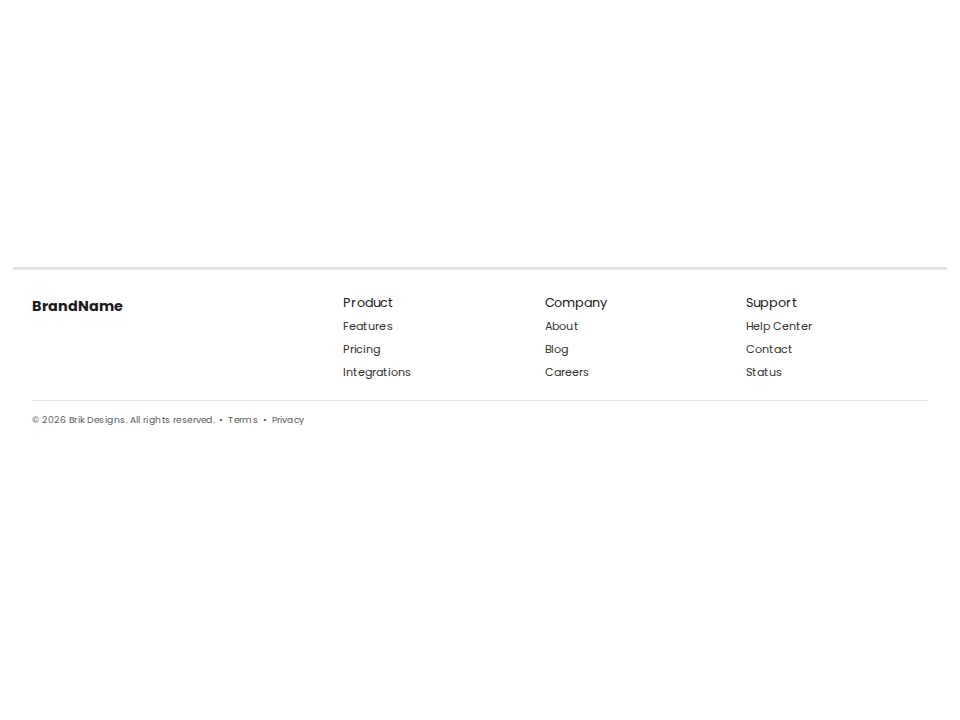 BrandName
Product
Features
Pricing
Integrations
Company
About
Blog
Careers
Support
Help Center
Contact
Status
© 2026 Brik Designs. All rights reserved. • Terms • Privacy